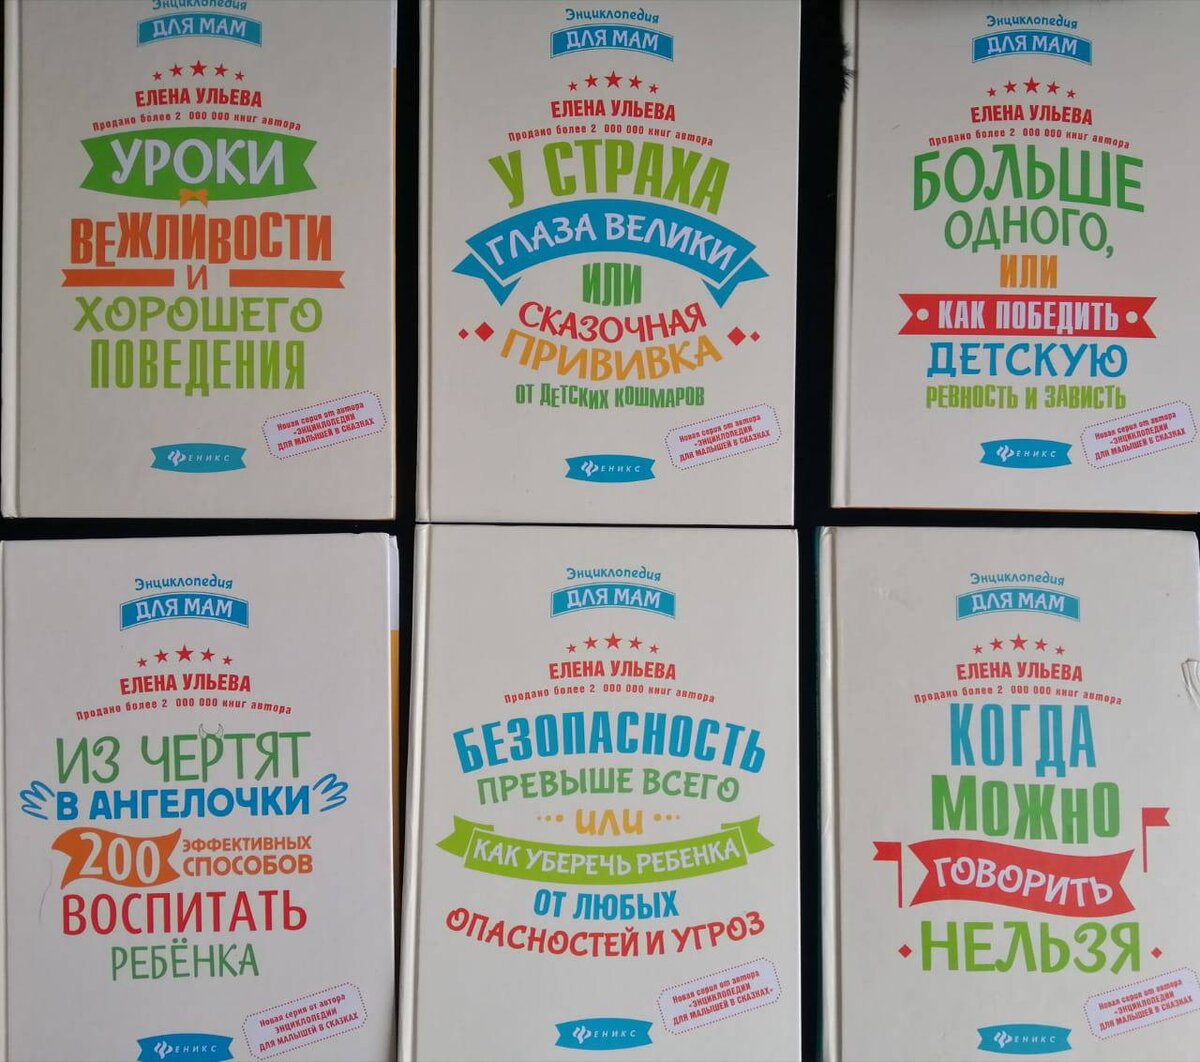 Энциклопедия
ДЛЯ МАМ
ЕЛЕНА УЛЬЕВА
Продано более 2 000 000 книг автора
УРОКИ
ВЕЖЛИВОСТИ
И
ХОРОШЕГО
ПОВЕДЕНИЯ
Новая серия от автора
«ЭНЦИКЛОПЕДИИ
ДЛЯ МАЛЫШЕЙ В СКАЗКАХ
ФЕНИКС
Энциклопедия
ДЛЯ МАМ
ЕЛЕНА УЛЬЕВА
Продано более 2 000 000 книг автора
У СТРАХА
ГЛАЗА ВЕЛИКИ
ИЛИ
СКАЗОЧНАЯ
ПРИВИВКА
ОТ ДЕТСКИХ КОШМАРОВ
Новая серия от автора
«ЭНЦИКЛОПЕДИИ
ДЛЯ МАЛЫШЕЙ В СКАЗКАХ
ФЕНИКС
Энциклопедия
ДЛЯ МАМ
ЕЛЕНА УЛЬЕВА
Продано более 2 000 000 книг автора
БОЛЬШЕ
ОДНОГО,
ИЛИ
• КАК ПОБЕДИТЬ •
ДЕТСКУЮ
РЕВНОСТЬ И ЗАВИСТЬ
Новая серия от автора
«ЭНЦИКЛОПЕДИИ
ДЛЯ МАЛЫШЕЙ В СКАЗКАХ
ФЕНИКС
Энциклопедия
ДЛЯ МАМ
ЕЛЕНА УЛЬЕВА
Продано более 2 000 000 книг автора
ИЗ ЧЕРТЯТ
В АНГЕЛОЧКИ
200 ЭФФЕКТИВНЫХ
СПОСОБОВ
ВОСПИТАТЬ
РЕБЁНКА
Новая серия от автора
ЭНЦИКЛОПЕДИИ
ДЛЯ МАЛЫШЕЙ В СКАЗКАХ
ФЕНИКС
Энциклопедия
ДЛЯ МАМ
ЕЛЕНА УЛЬЕВА
Продано более 2 000 000 книг автора
БЕЗОПАСНОСТЬ
ПРЕВЫШЕ ВСЕГО
··· ИЛИ ···
КАК УБЕРЕЧЬ РЕБЕНКА
ОТ ЛЮБЫХ
ОПАСНОСТЕЙ И УГРОЗ
Новая серия от автора
«ЭНЦИКЛОПЕДИИ
ДЛЯ МАЛЫШЕЙ В СКАЗКАХ»
ФЕНИКС
Энциклопедия
ДЛЯ МАМ
ЕЛЕНА УЛЬЕВА
Продано более 2 000 000 книг автора
КОГДА
МОЖНО
ГОВОРИТЬ
НЕЛЬЗЯ
Новая серия от автора
«ЭНЦИКЛОПЕДИИ
ДЛЯ МАЛЫШЕЙ В СКАЗКАХ
ФЕНИКС